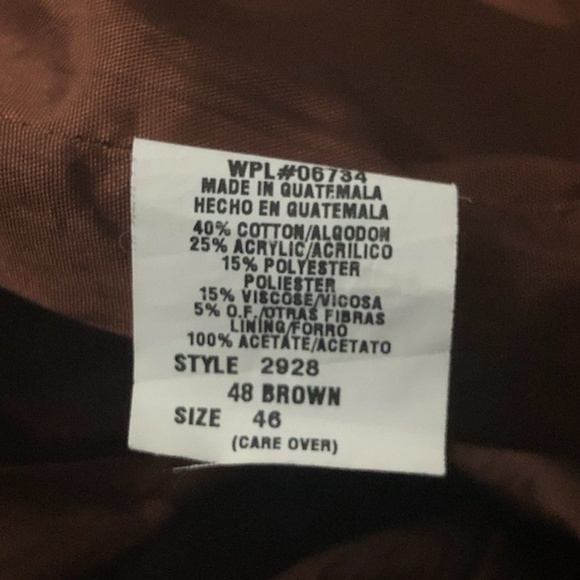 WPL#06734
MADE IN GUATEMALA
HECHO EN GUATEMALA
40% COTTON/ALGODON
25% ACRYLIC/ACRILICO
15% POLYESTER
POLIESTER
15% VISCOSE/VICOSA
5% O.F./OTRAS FIBRAS
LINING/FORRO
100% ACETATE/ACETATO
STYLE 2928
48 BROWN
SIZE 46
(CARE OVER)